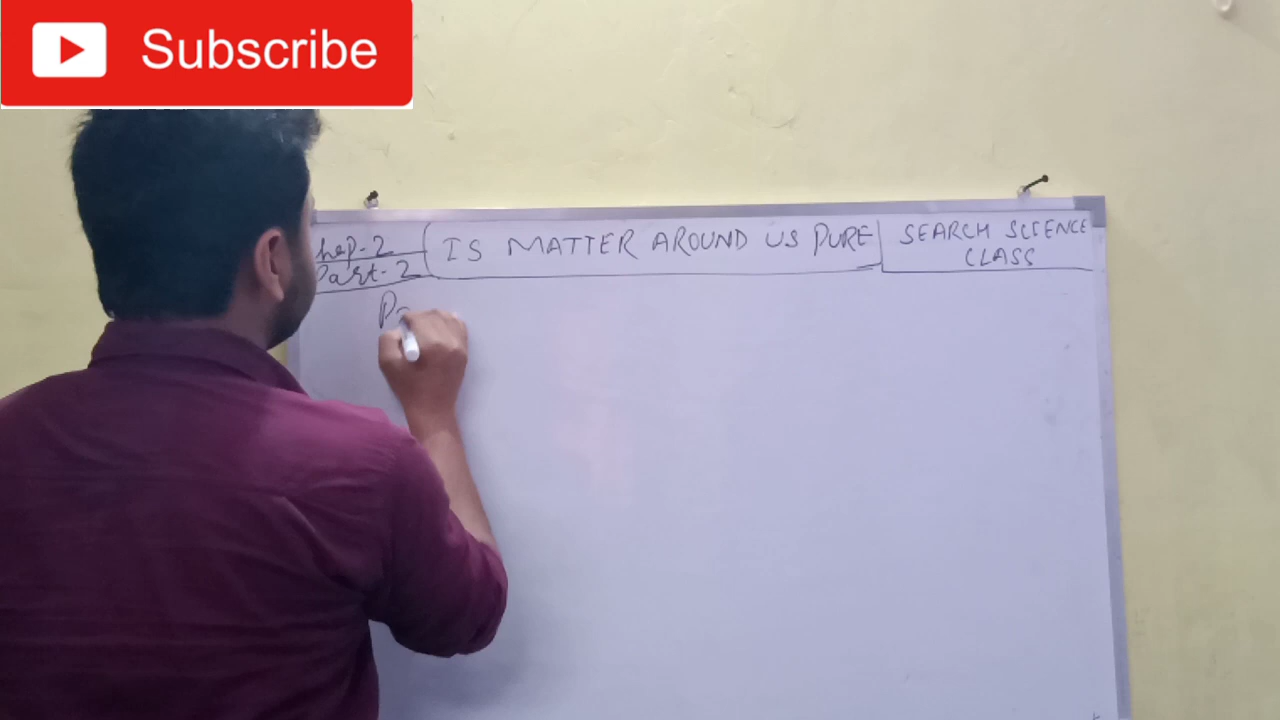 Subscribe
hap-2
Part-2
IS MATTER AROUND US PURE
SEARCH SCIENCE
CLASS